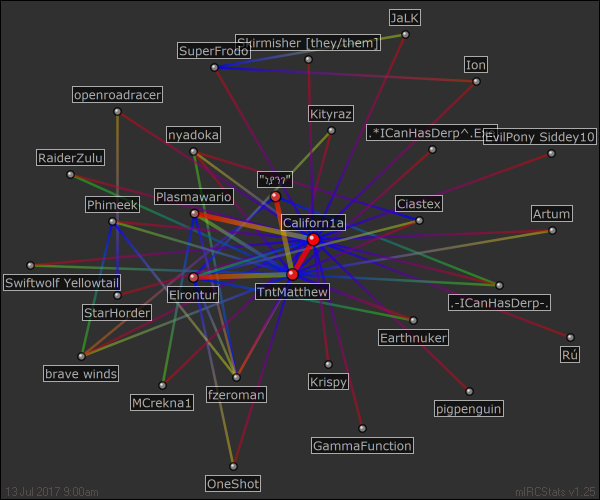 JaLK
Skirmisher [they/them]
SuperFrodo
Ion
openroadracer
Kityraz
nyadoka
.*ICanHasDerp^.
EvilPony Siddey10
RaiderZulu
Plasmawario
Ciastex
Phimeek
Californ1a
Artum
Swiftwolf Yellowtail
Elrontur
TntMatthew
.-ICanHasDerp-.
StarHorder
Earthnuker
Rú
brave winds
fzeroman
Krispy
MCrekna1
pigpenguin
GammaFunction
OneShot
13 Jul 2017 9:00am
mIRCStats v1.25